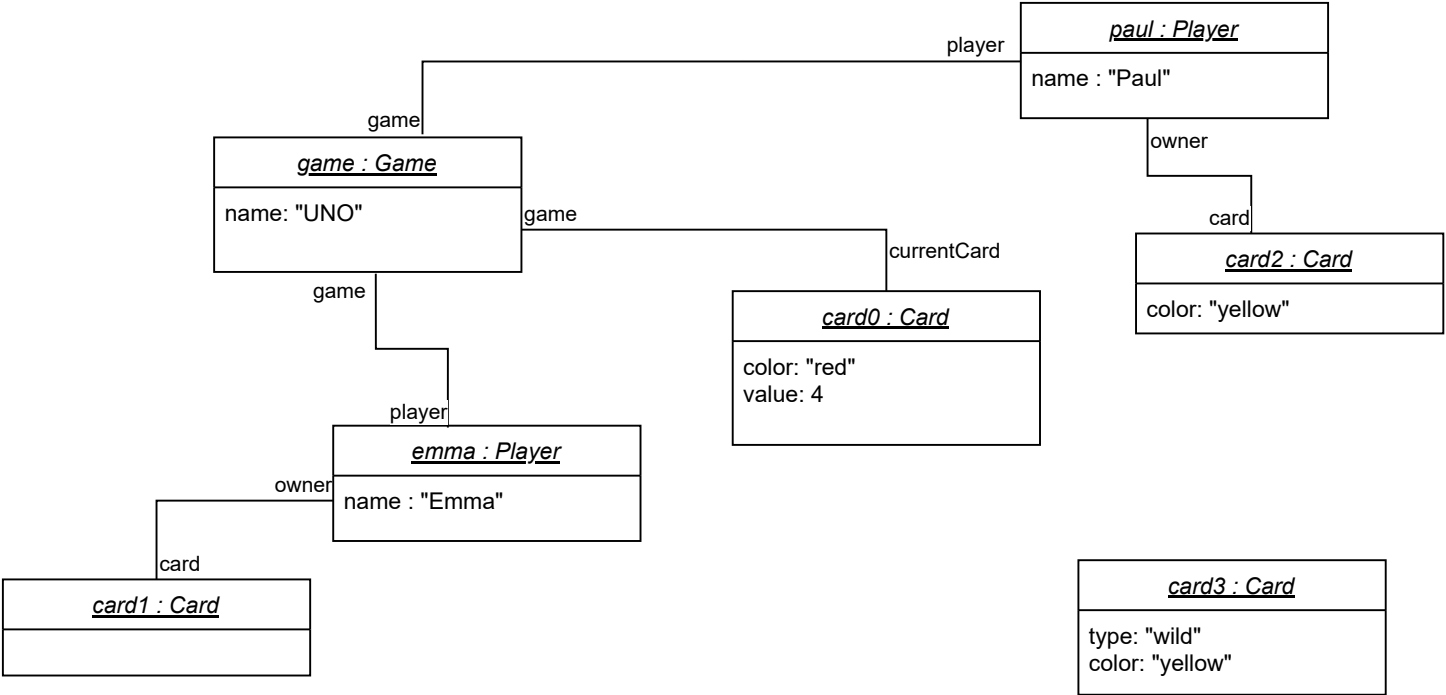 paul : Player
name : "Paul"
player
game
game : Game
name: "UNO"
owner
card
card2 : Card
color: "yellow"
game
currentCard
card0 : Card
color: "red"
value: 4
game
player
emma : Player
name : "Emma"
owner
card
card1 : Card
card3 : Card
type: "wild"
color: "yellow"